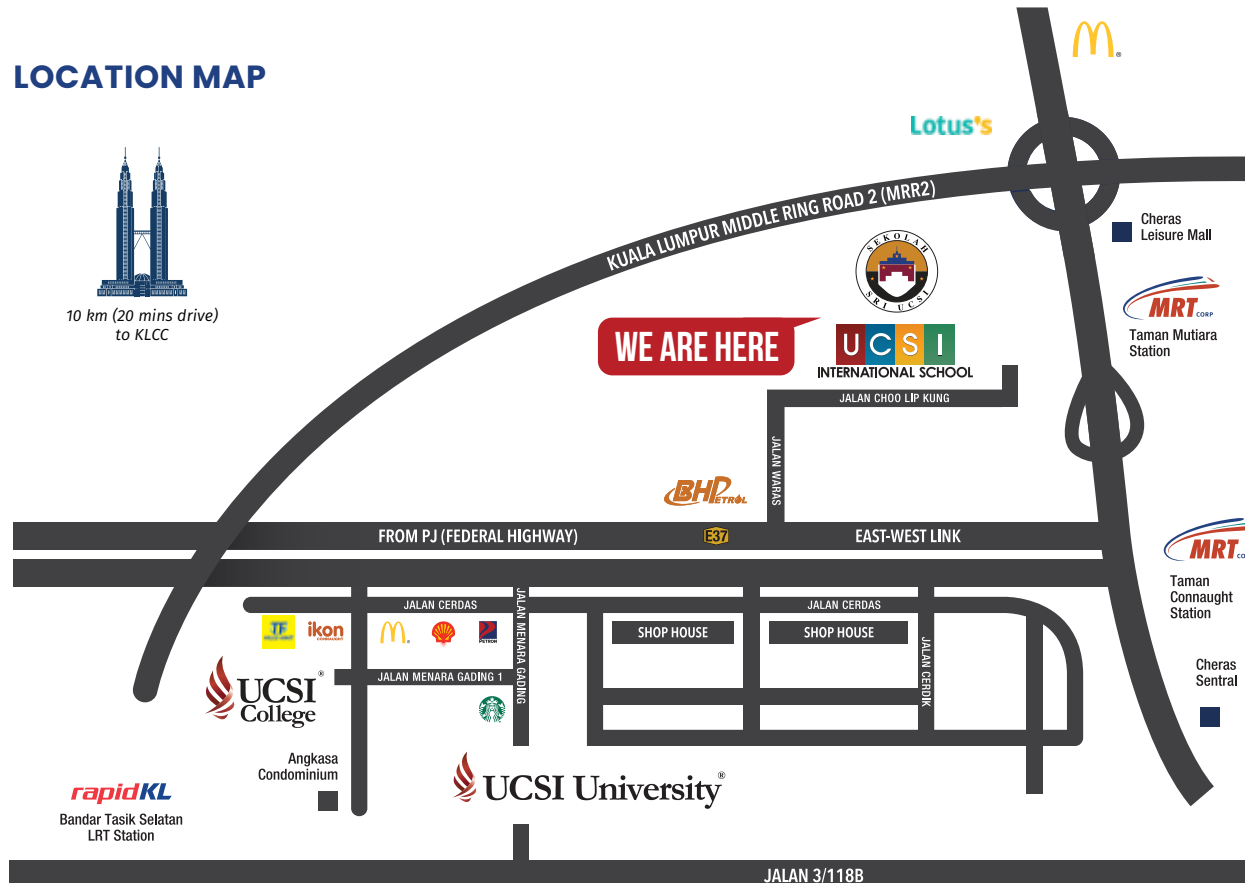 LOCATION MAP
10 km (20 mins drive)
to KLCC
Lotus's
KUALA LUMPUR MIDDLE RING ROAD 2 (MRR2)
SEKOLAH
SRI UCSI
Cheras
Leisure Mall
MRT CORP
Taman Mutiara
Station
WE ARE HERE
UCSI
INTERNATIONAL SCHOOL
JALAN CHOO LIP KUNG
JALAN WARAS
BHPETROL
FROM PJ (FEDERAL HIGHWAY)
E37
EAST-WEST LINK
MRT CO
Taman
Connaught
Station
JALAN CERDAS
JALAN MENARA GADING
JALAN CERDAS
TF
ikon
CONNAUGHT
PETRON
SHOP HOUSE
SHOP HOUSE
JALAN CERDIK
JALAN MENARA GADING 1
UCSI®
College
Cheras
Sentral
Angkasa
Condominium
UCSI University®
rapidKL
Bandar Tasik Selatan
LRT Station
JALAN 3/118B